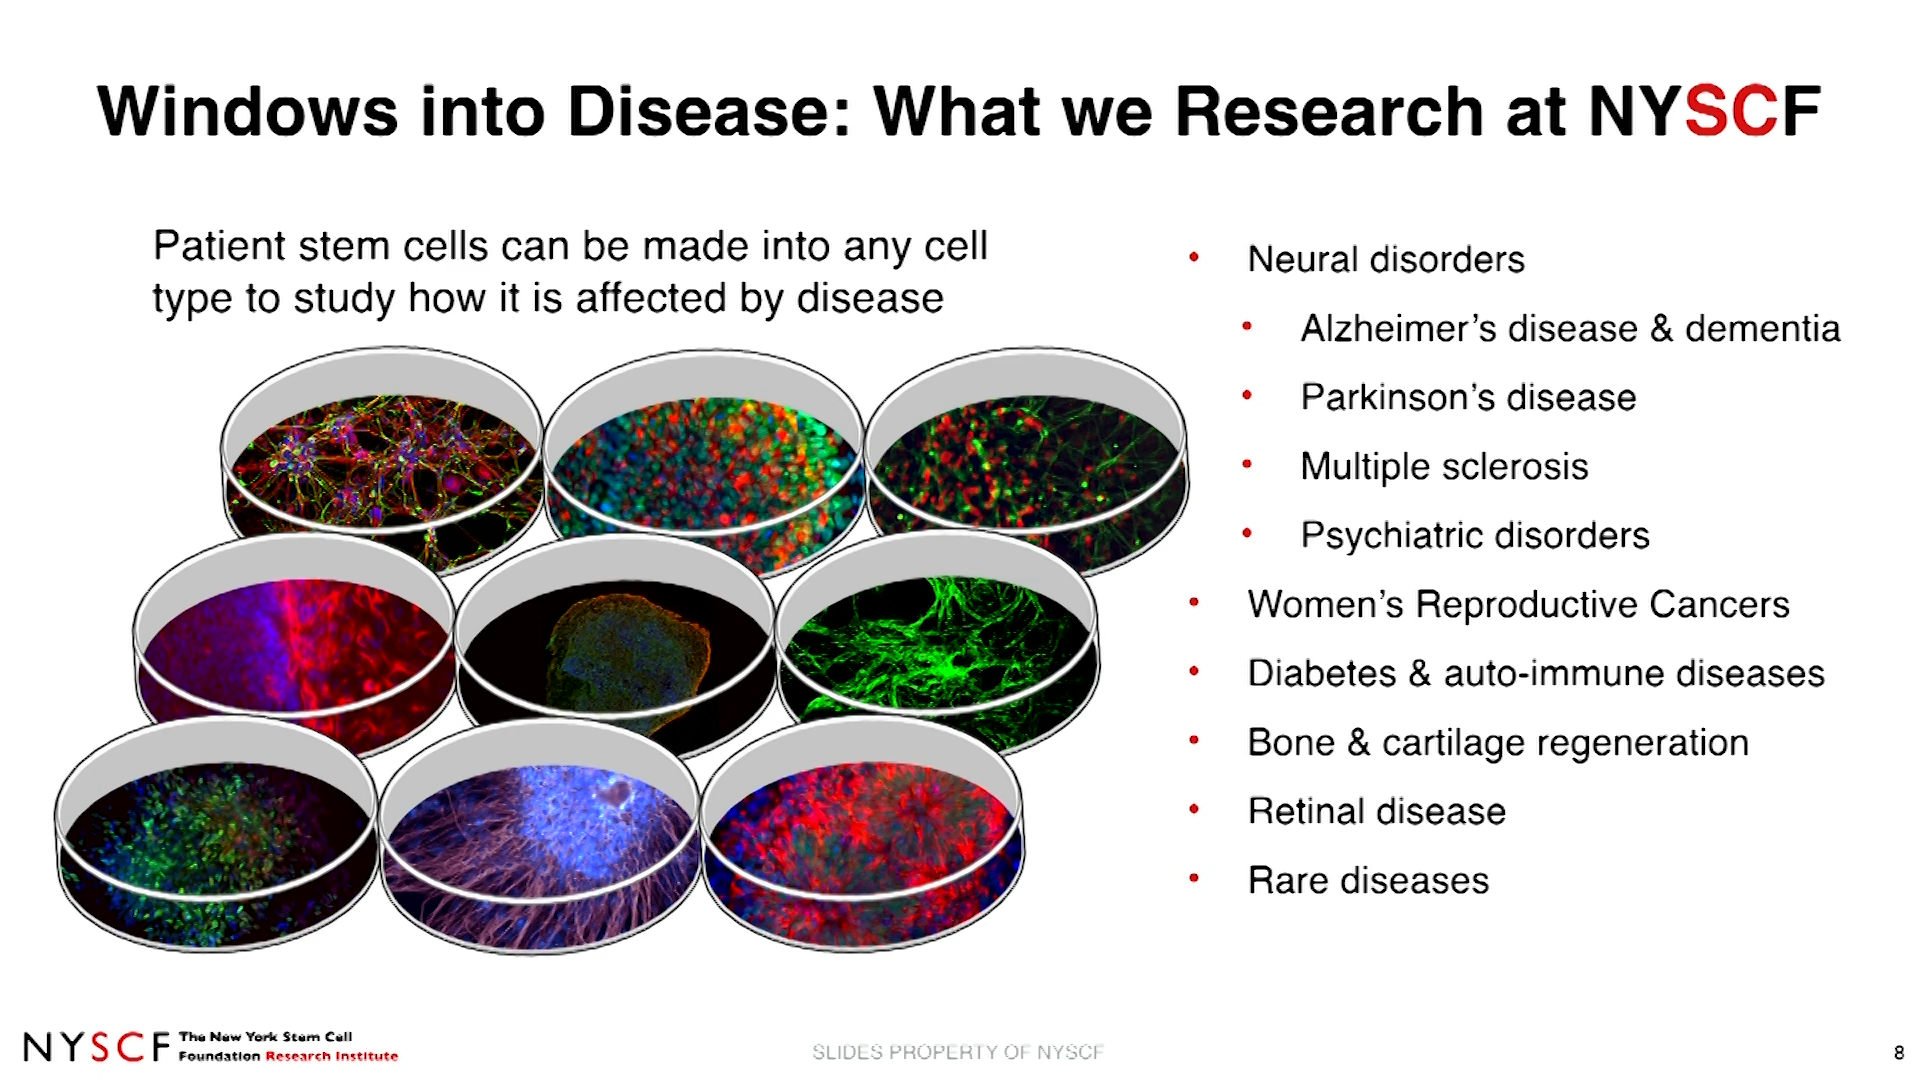 Windows into Disease: What we Research at NYSCF
Patient stem cells can be made into any cell
type to study how it is affected by disease
• Neural disorders
• Alzheimer’s disease & dementia
• Parkinson’s disease
• Multiple sclerosis
• Psychiatric disorders
• Women’s Reproductive Cancers
• Diabetes & auto-immune diseases
• Bone & cartilage regeneration
• Retinal disease
• Rare diseases
NYSCF The New York Stem Cell
Foundation Research Institute
SLIDES PROPERTY OF NYSCF
8